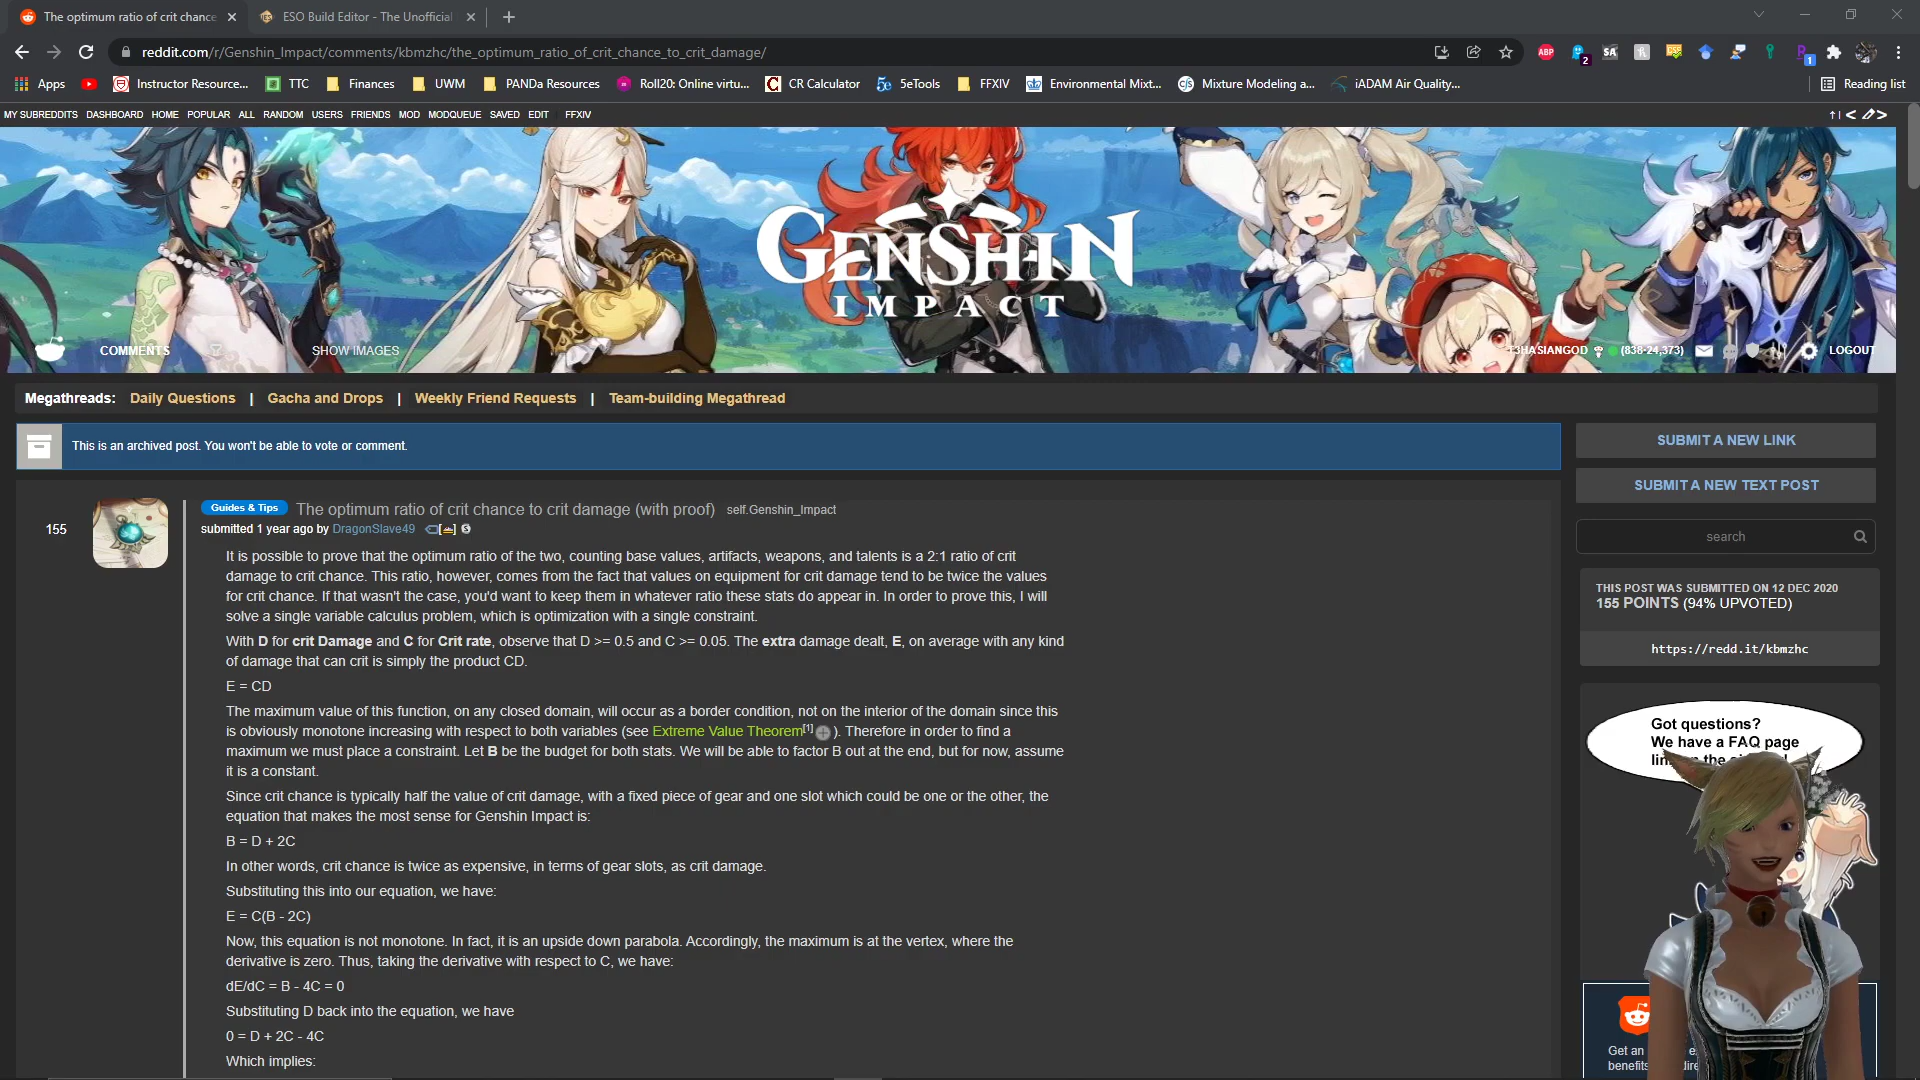 The optimum ratio of crit chance
ESO Build Editor - The Unofficial
reddit.com/r/Genshin_Impact/comments/kbmzhc/the_optimum_ratio_of_crit_chance_to_crit_damage/
ABP
2
SA
1
Apps
Instructor Resource...
TTC
Finances
UWM
PANDa Resources
Roll20: Online virtu...
CR Calculator
5eTools
FFXIV
Environmental Mixt...
Mixture Modeling a...
iADAM Air Quality...
Reading list
MY SUBREDDITS DASHBOARD HOME POPULAR ALL RANDOM USERS FRIENDS MOD MODQUEUE SAVED EDIT FFXIV
GENSHIN
IMPACT
COMMENTS
SHOW IMAGES
(838·24,373)
LOGOUT
Megathreads: Daily Questions | Gacha and Drops | Weekly Friend Requests | Team-building Megathread
This is an archived post. You won't be able to vote or comment.
SUBMIT A NEW LINK
SUBMIT A NEW TEXT POST
search
THIS POST WAS SUBMITTED ON 12 DEC 2020
155 POINTS (94% UPVOTED)
https://redd.it/kbmzhc
Got questions?
We have a FAQ page
155
Guides & Tips The optimum ratio of crit chance to crit damage (with proof) self.Genshin_Impact
submitted 1 year ago by DragonSlave49
It is possible to prove that the optimum ratio of the two, counting base values, artifacts, weapons, and talents is a 2:1 ratio of crit
damage to crit chance. This ratio, however, comes from the fact that values on equipment for crit damage tend to be twice the values
for crit chance. If that wasn't the case, you'd want to keep them in whatever ratio these stats do appear in. In order to prove this, I will
solve a single variable calculus problem, which is optimization with a single constraint.
With D for crit Damage and C for Crit rate, observe that D >= 0.5 and C >= 0.05. The extra damage dealt, E, on average with any kind
of damage that can crit is simply the product CD.
E = CD
The maximum value of this function, on any closed domain, will occur as a border condition, not on the interior of the domain since this
is obviously monotone increasing with respect to both variables (see Extreme Value Theorem[1] ). Therefore in order to find a
maximum we must place a constraint. Let B be the budget for both stats. We will be able to factor B out at the end, but for now, assume
it is a constant.
Since crit chance is typically half the value of crit damage, with a fixed piece of gear and one slot which could be one or the other, the
equation that makes the most sense for Genshin Impact is:
B = D + 2C
In other words, crit chance is twice as expensive, in terms of gear slots, as crit damage.
Substituting this into our equation, we have:
E = C(B - 2C)
Now, this equation is not monotone. In fact, it is an upside down parabola. Accordingly, the maximum is at the vertex, where the
derivative is zero. Thus, taking the derivative with respect to C, we have:
dE/dC = B - 4C = 0
Substituting D back into the equation, we have
0 = D + 2C - 4C
Which implies:
Get an
benefits